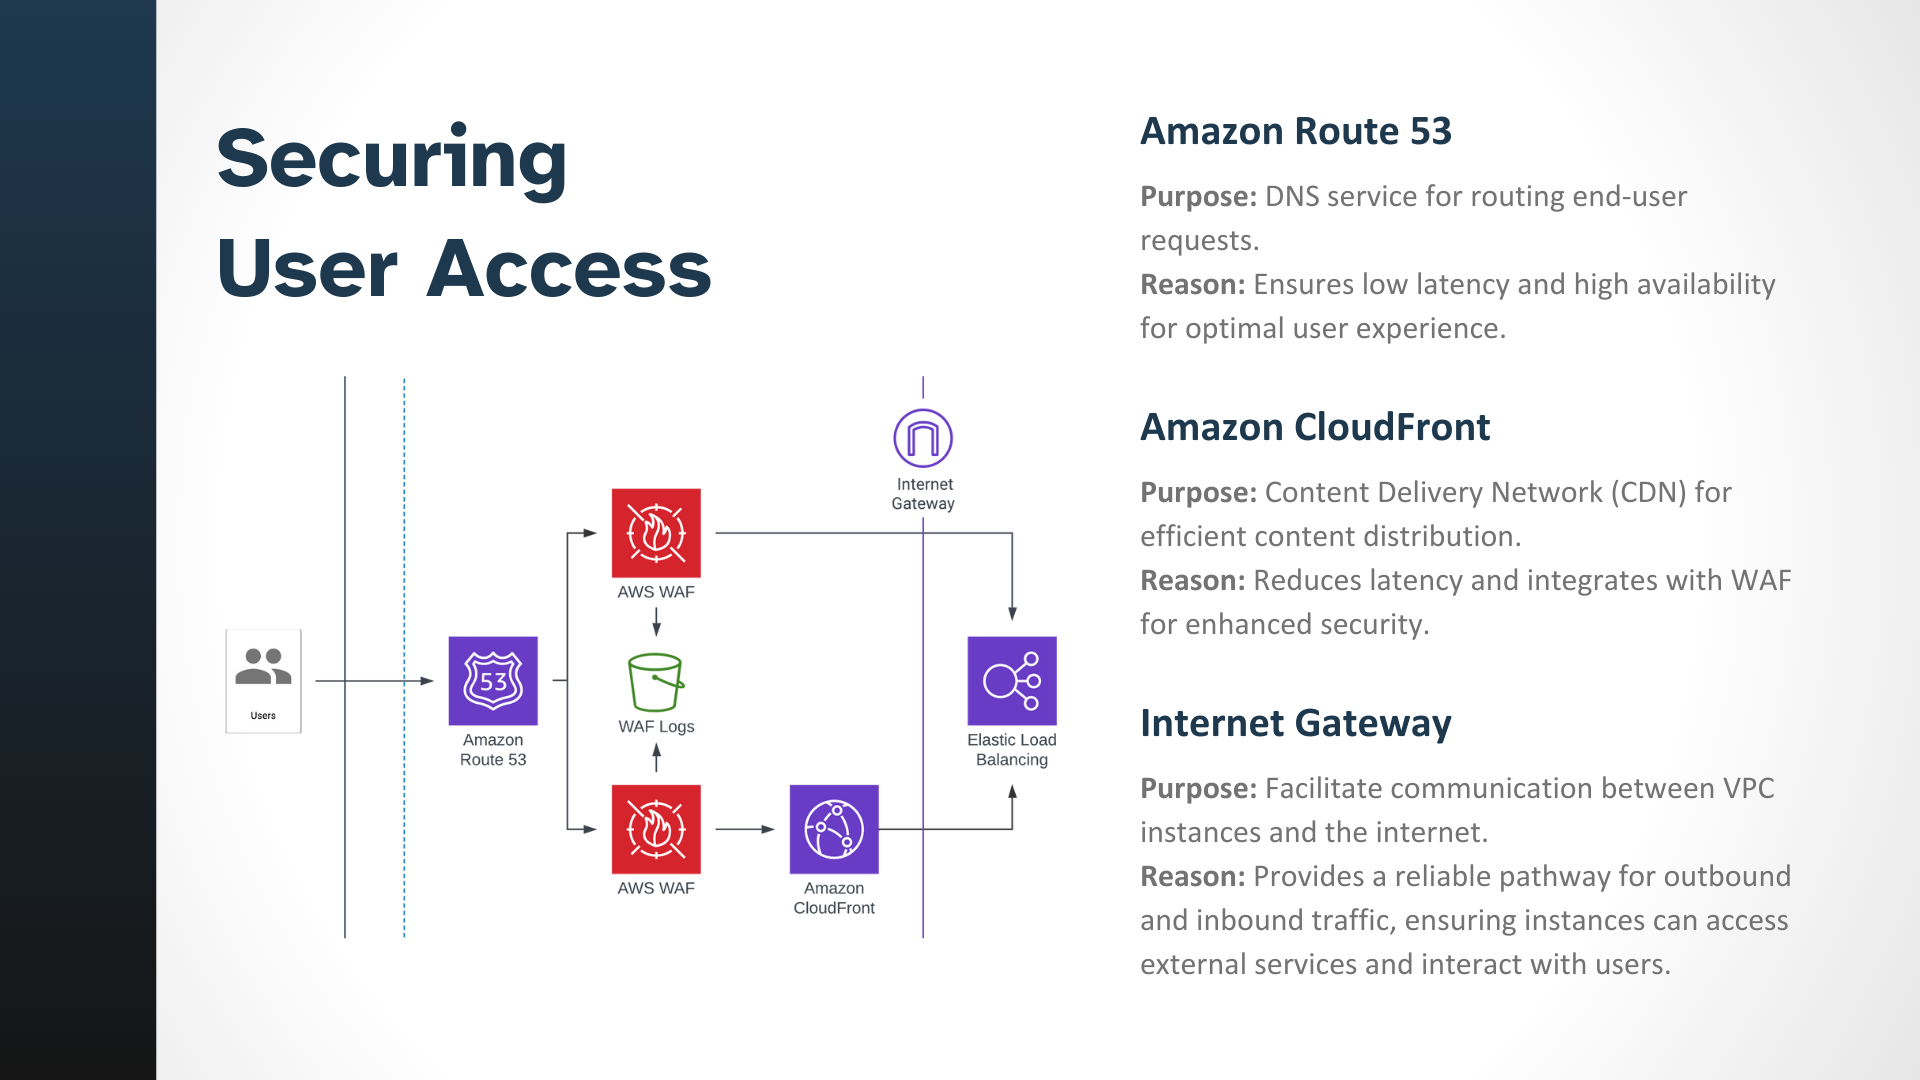 Securing
User Access
Internet
Gateway
AWS WAF
53
WAF Logs
Users
Amazon
Route 53
Elastic Load
Balancing
AWS WAF
Amazon
CloudFront
Amazon Route 53
Purpose: DNS service for routing end-user
requests.
Reason: Ensures low latency and high availability
for optimal user experience.
Amazon CloudFront
Purpose: Content Delivery Network (CDN) for
efficient content distribution.
Reason: Reduces latency and integrates with WAF
for enhanced security.
Internet Gateway
Purpose: Facilitate communication between VPC
instances and the internet.
Reason: Provides a reliable pathway for outbound
and inbound traffic, ensuring instances can access
external services and interact with users.